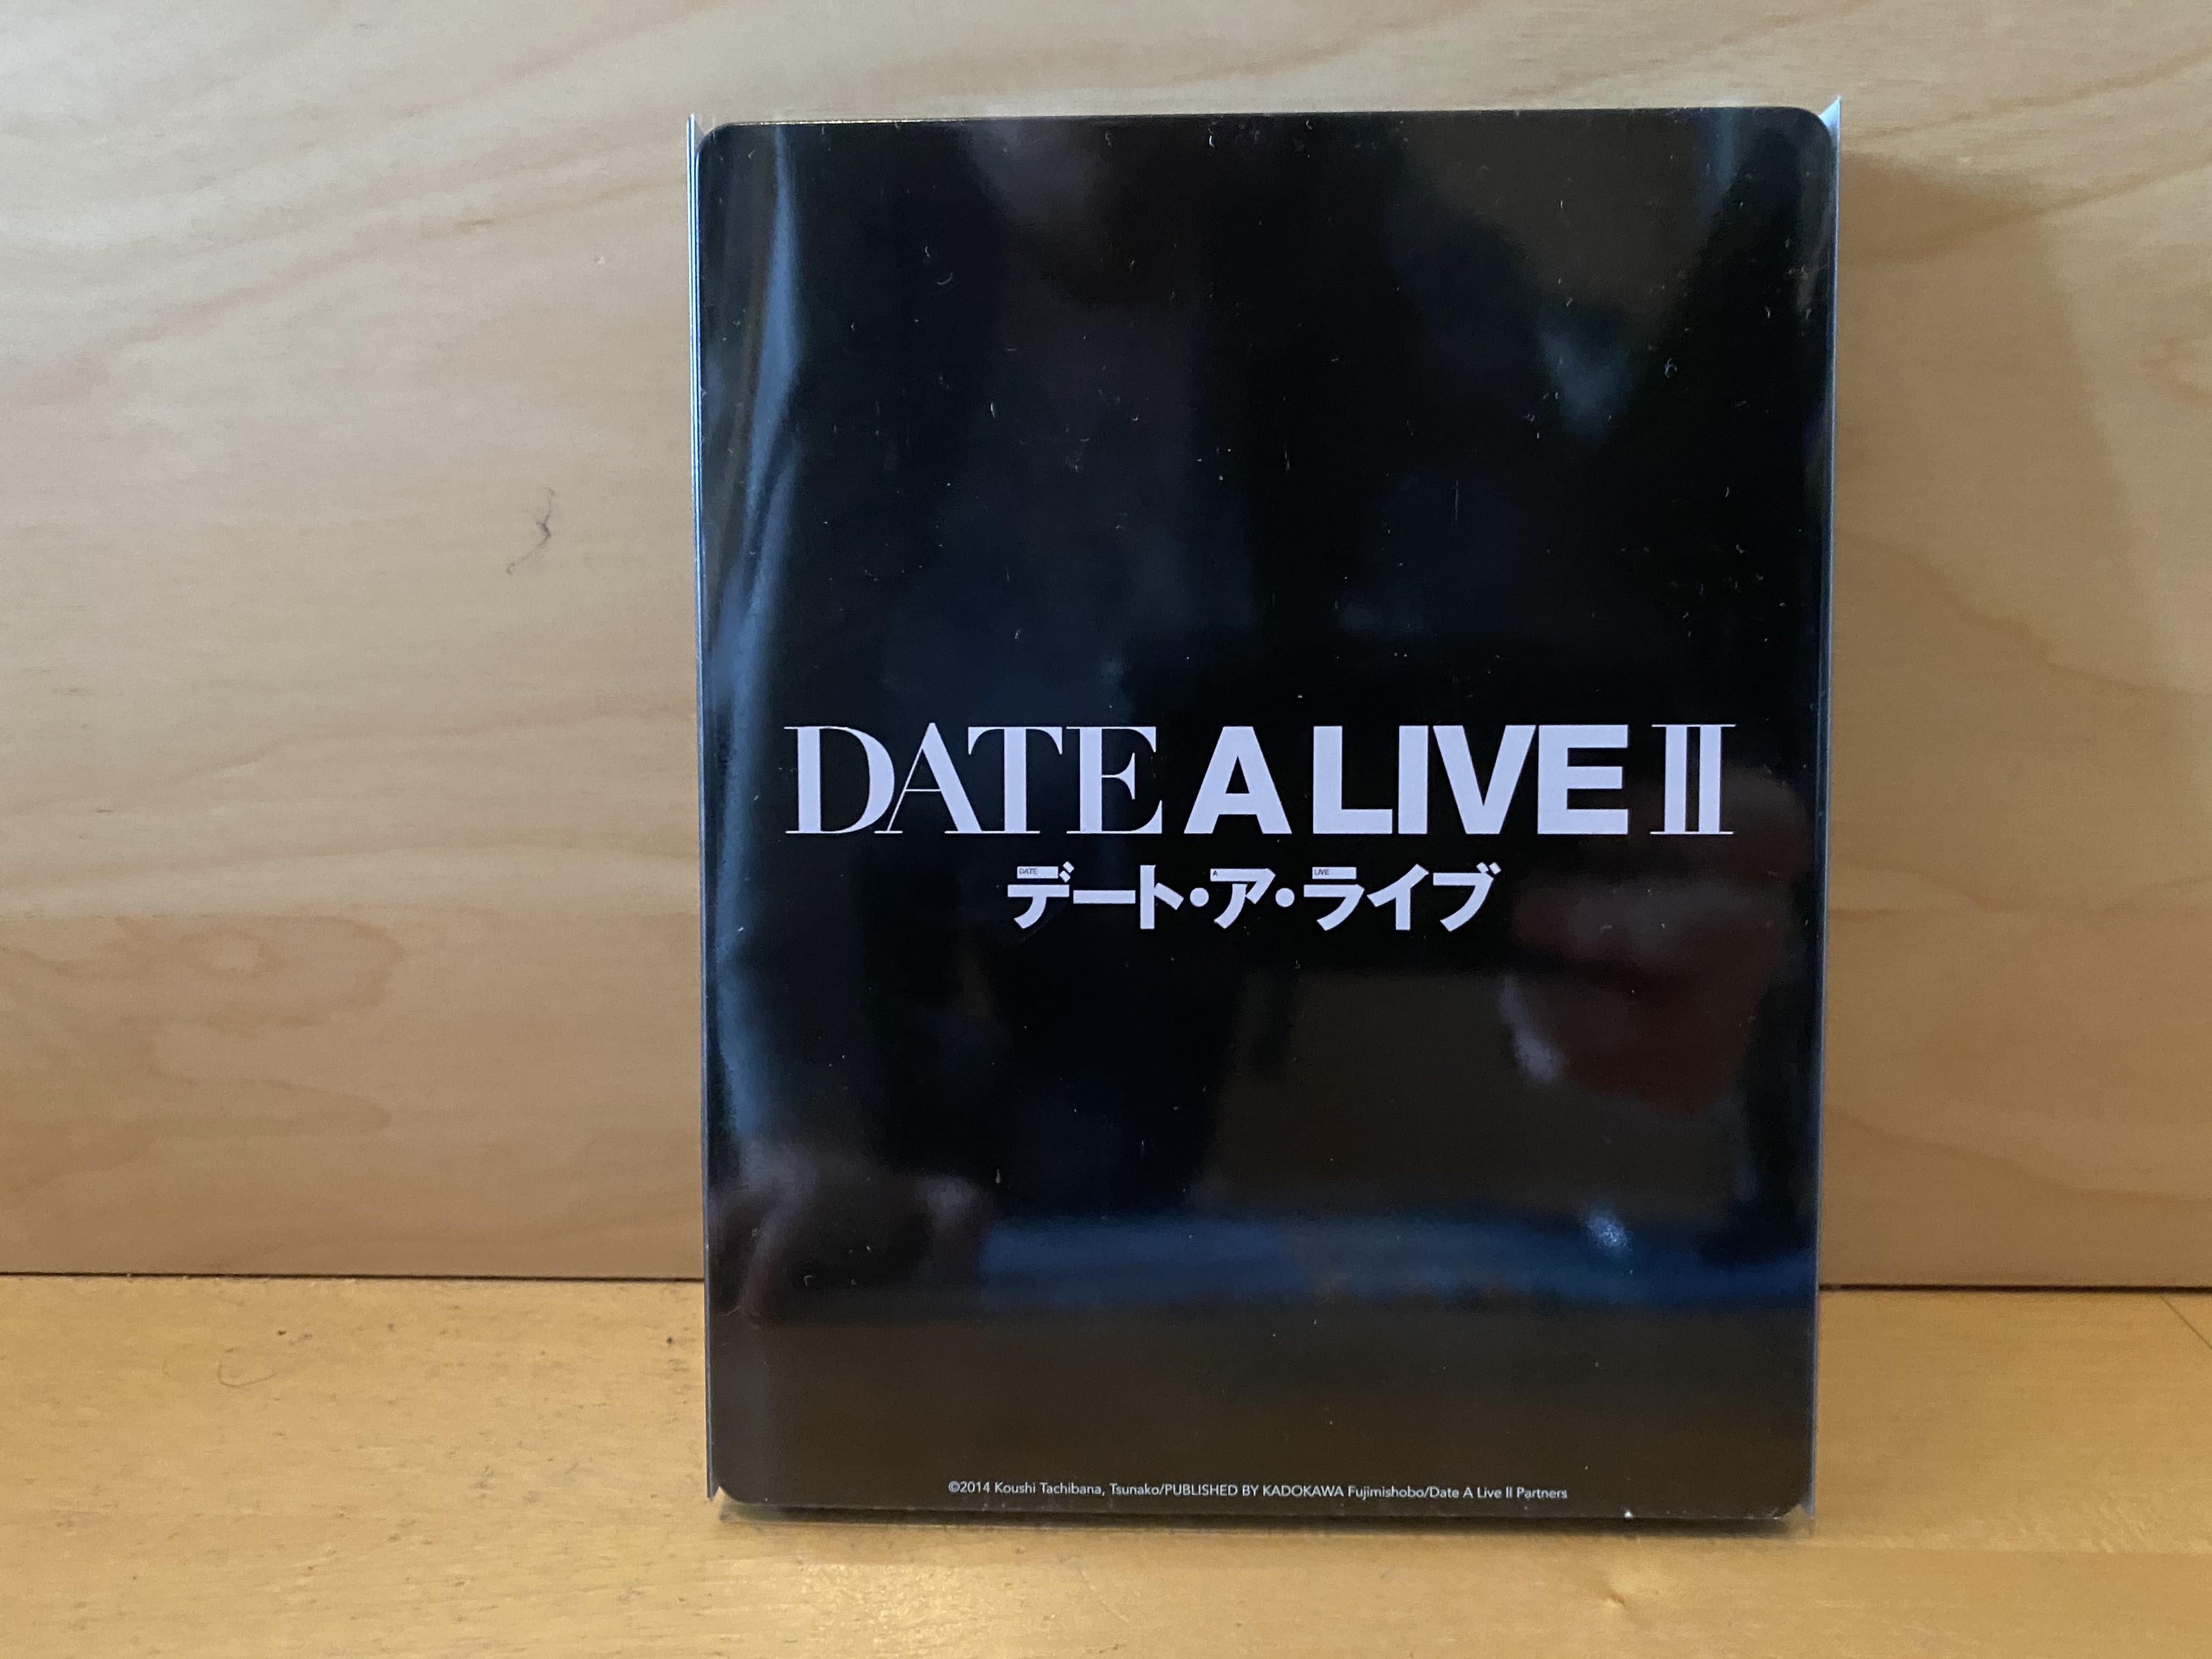 DATE A LIVE II
DATE A LIVE
デート・ア・ライブ
©2014 Koushi Tachibana, Tsunako/PUBLISHED BY KADOKAWA Fujimishobo/Date A Live II Partners